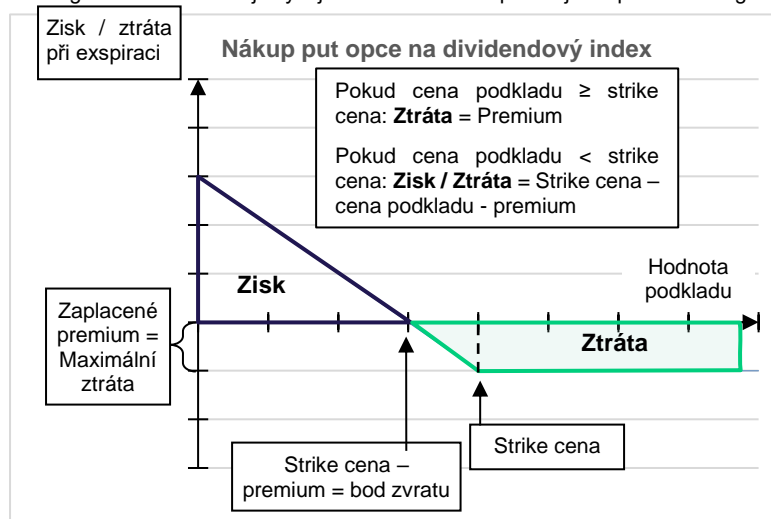 Zisk / ztráta
při exspiraci
Nákup put opce na dividendový index
Pokud cena podkladu ≥ strike
cena: Ztráta = Premium
Pokud cena podkladu < strike
cena: Zisk / Ztráta = Strike cena –
cena podkladu - premium
Zisk
Hodnota
podkladu
Zaplacené
premium =
Maximální
ztráta
Ztráta
Strike cena
Strike cena –
premium = bod zvratu